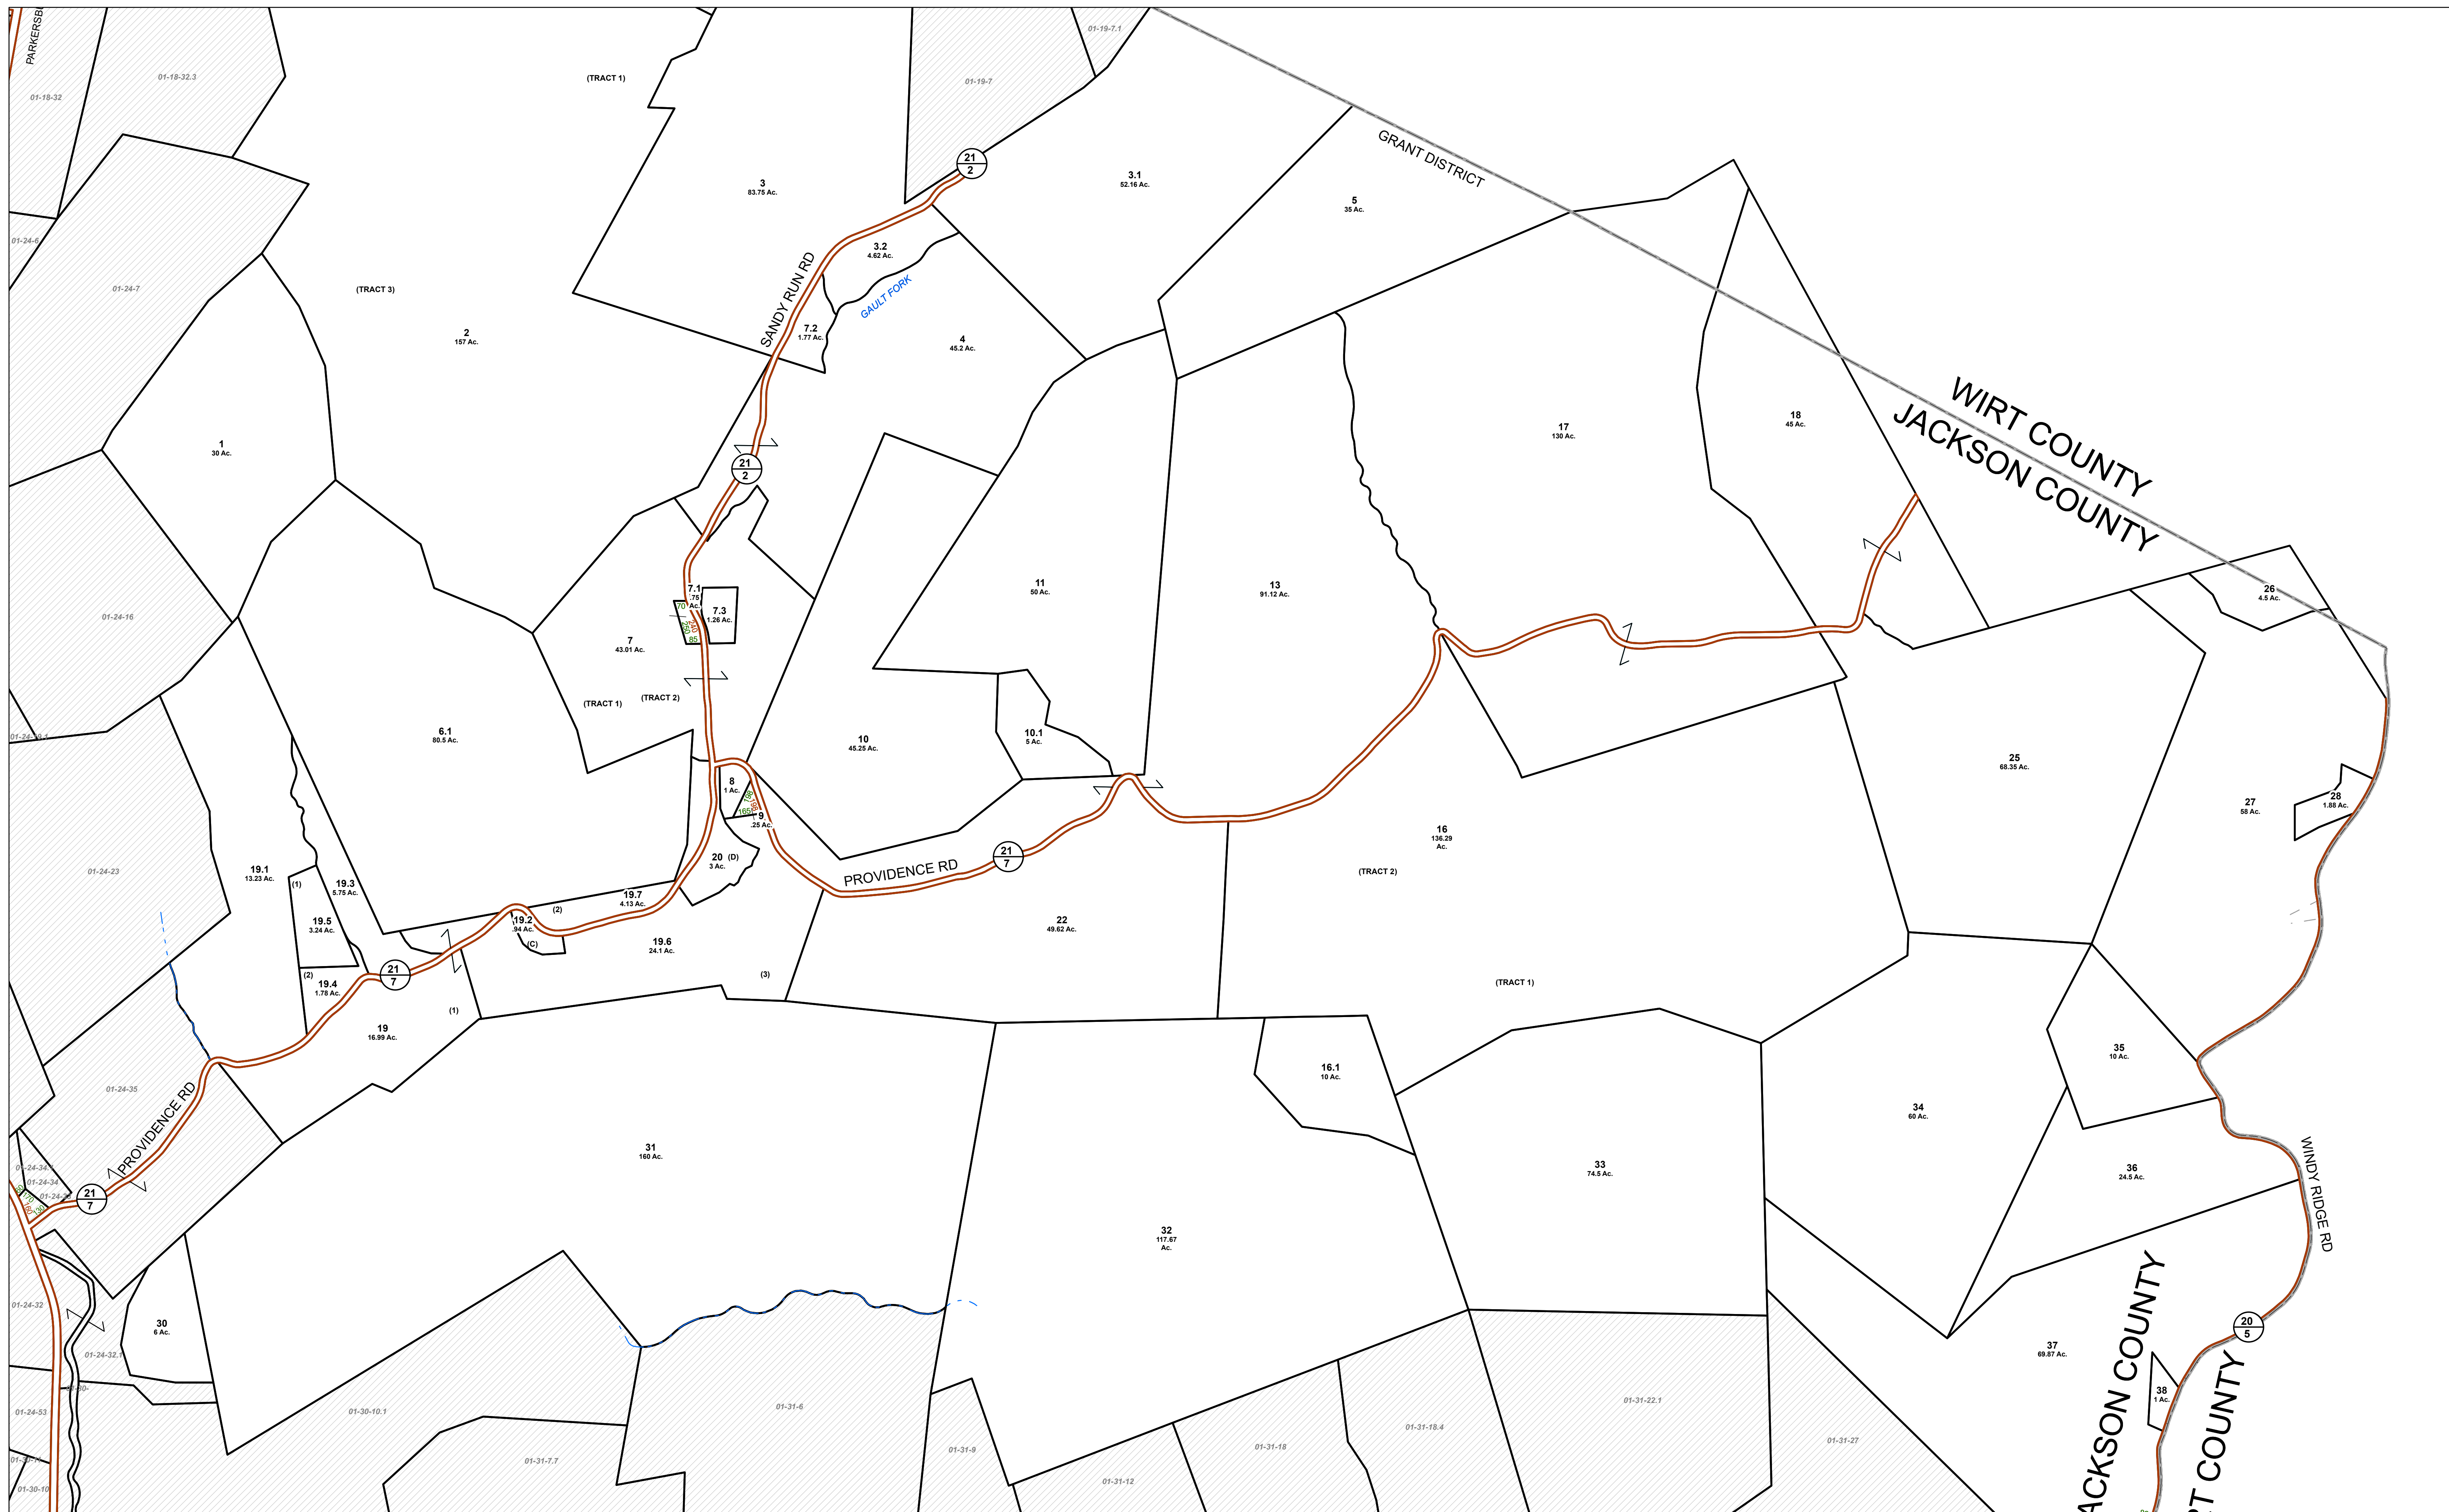 PARKERSBU
01-18-32
01-18-32.3
(TRACT 1)
01-19-7.1
01-19-7
GRANT DISTRICT
21
2
3
83.75 Ac.
3.1
52.16 Ac.
5
35 Ac.
01-24-6
01-24-7
(TRACT 3)
3.2
4.62 Ac.
SANDY RUN RD
GAULT FORK
7.2
1.77 Ac.
2
157 Ac.
4
45.2 Ac.
1
30 Ac.
17
130 Ac.
18
45 Ac.
WIRT COUNTY
JACKSON COUNTY
21
2
11
50 Ac.
13
91.12 Ac.
26
4.5 Ac.
01-24-16
7.1
.75
Ac.
70
250
240
85
7.3
1.26 Ac.
7
43.01 Ac.
(TRACT 2)
(TRACT 1)
6.1
80.5 Ac.
10
45.25 Ac.
10.1
5 Ac.
25
68.35 Ac.
27
58 Ac.
28
1.88 Ac.
8
1 Ac.
198
165
9
.25 Ac.
16
136.29
Ac.
(TRACT 2)
01-24-23
19.1
13.23 Ac.
(1)
19.3
5.75 Ac.
20
(D)
3 Ac.
21
7
PROVIDENCE RD
19.5
3.24 Ac.
19.7
4.13 Ac.
(2)
19.2
.94 Ac.
(C)
22
49.62 Ac.
19.6
24.1 Ac.
(3)
21
7
(2)
19.4
1.78 Ac.
(TRACT 1)
(1)
19
16.99 Ac.
35
10 Ac.
16.1
10 Ac.
01-24-35
PROVIDENCE RD
34
60 Ac.
31
160 Ac.
33
74.5 Ac.
36
24.5 Ac.
WINDY RIDGE RD
01-24-34
170
130
21
7
32
117.67
Ac.
01-24-32
30
6 Ac.
20
5
01-24-32.1
37
69.87 Ac.
38
1 Ac.
JACKSON COUNTY
RT COUNTY
01-24-53
01-30-10.1
01-31-6
01-31-22.1
01-31-18.4
01-31-27
01-31-9
01-31-18
01-31-7.7
01-31-12
01-30-10